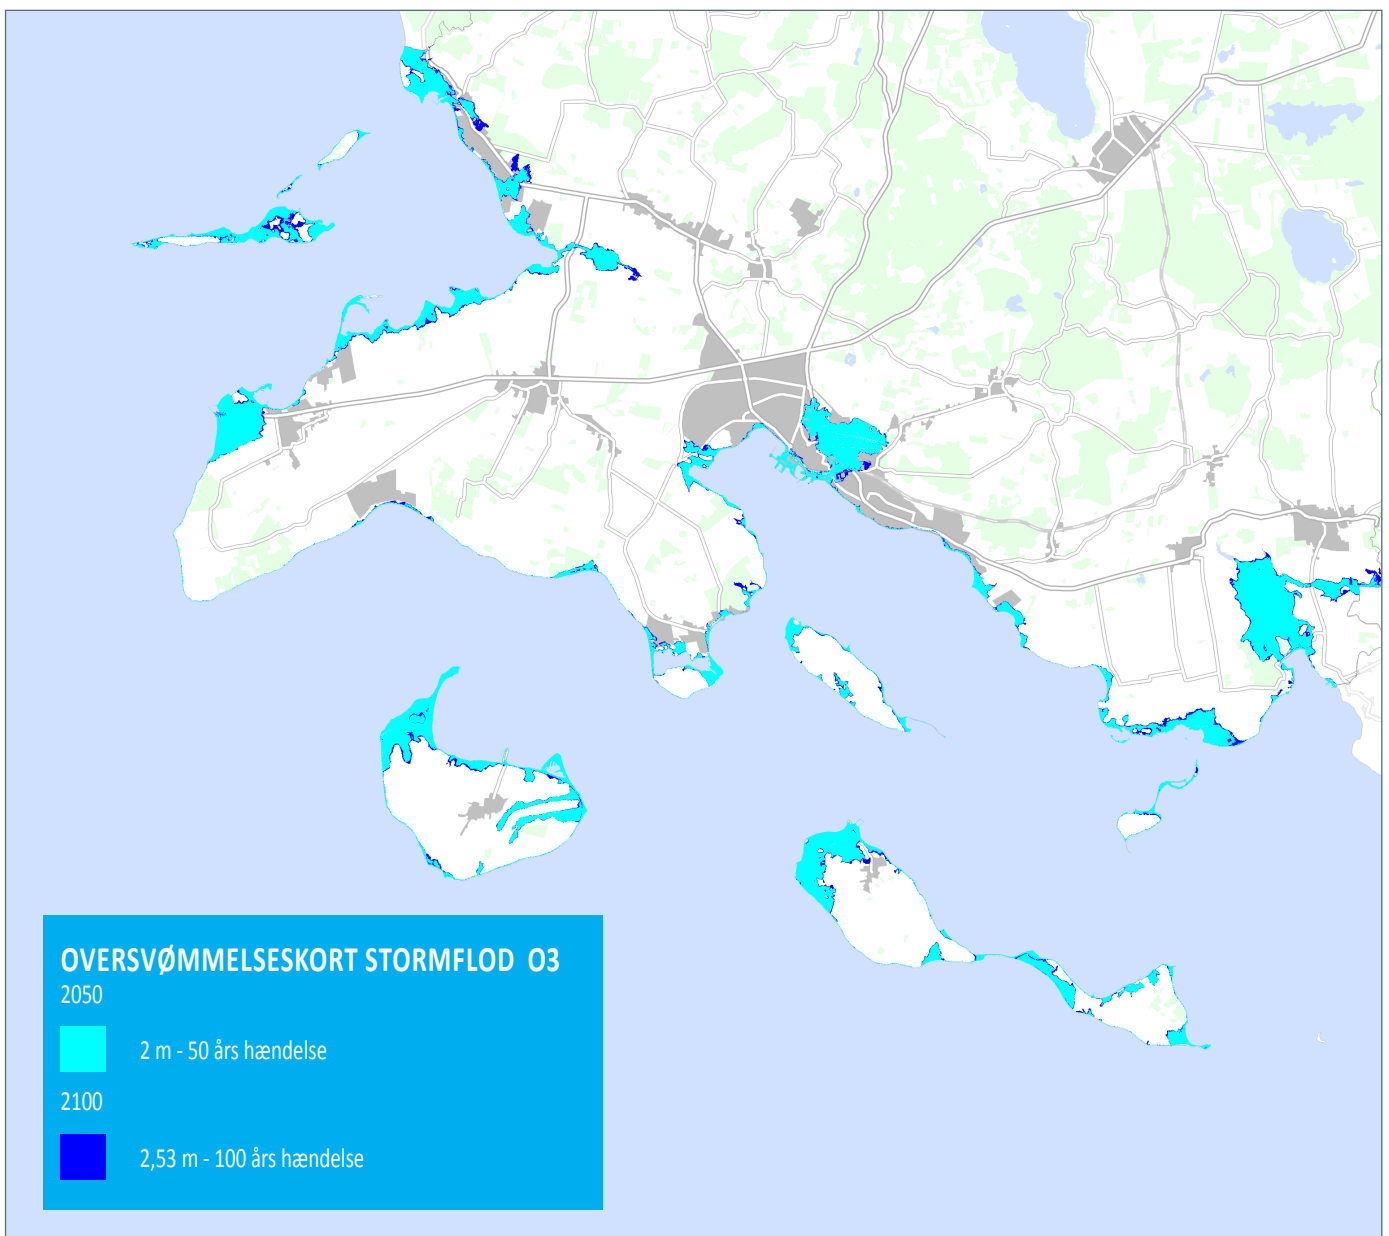 OVERSVØMMELSESKORT STORMFLOD O3
2050
2 m - 50 års hændelse
2100
2,53 m - 100 års hændelse